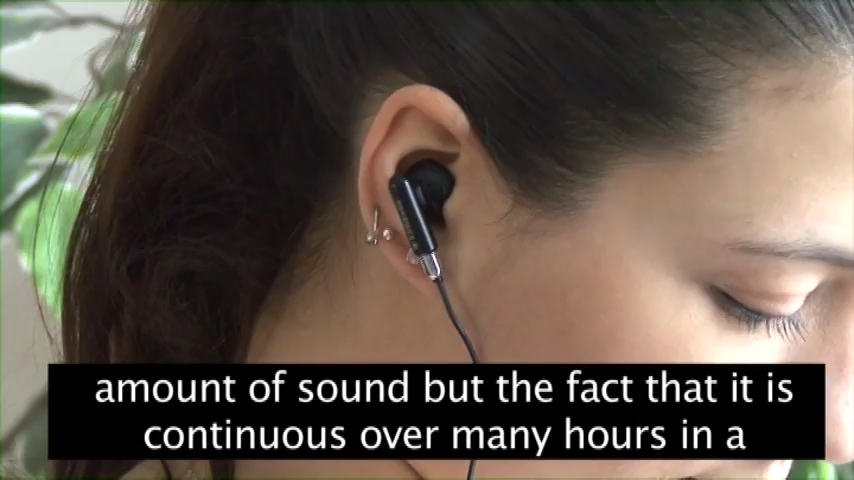 amount of sound but the fact that it is
continuous over many hours in a